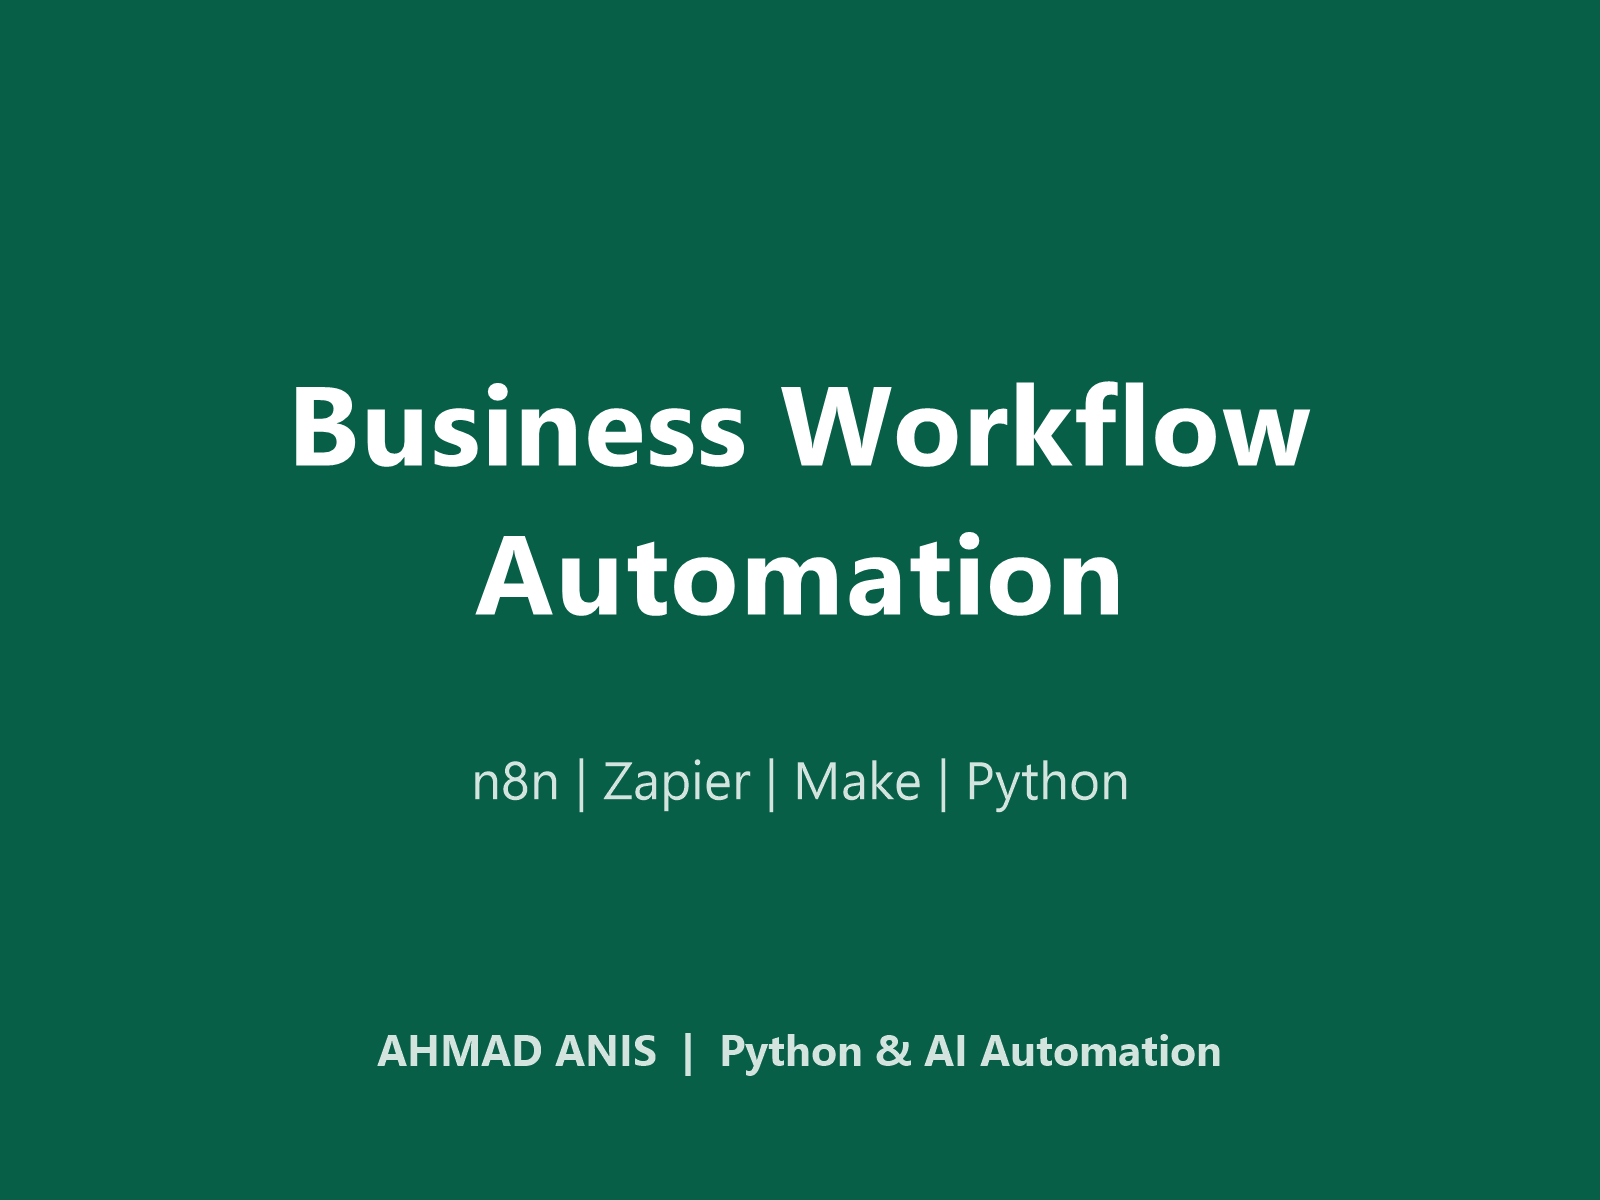 Business Workflow
Automation
n8n | Zapier | Make | Python
AHMAD ANIS | Python & AI Automation